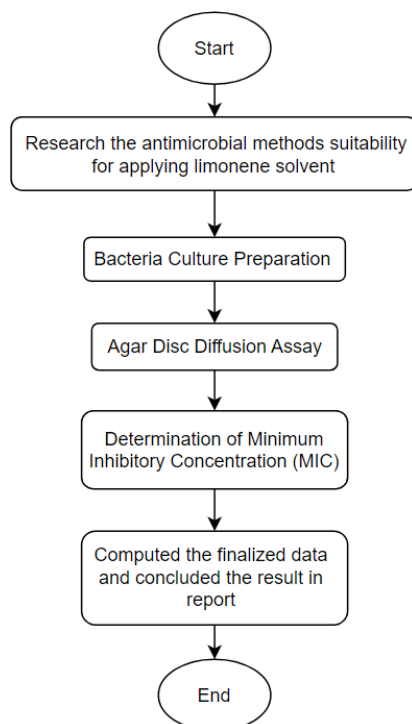 Start
Research the antimicrobial methods suitability
for applying limonene solvent
Bacteria Culture Preparation
Agar Disc Diffusion Assay
Determination of Minimum
Inhibitory Concentration (MIC)
Computed the finalized data
and concluded the result in
report
End